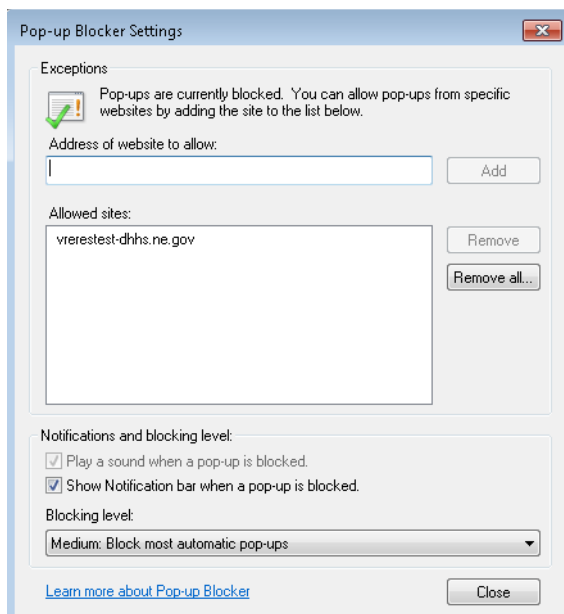 Pop-up Blocker Settings
Exceptions
Pop-ups are currently blocked.  You can allow pop-ups from specific
websites by adding the site to the list below.
Address of website to allow:
Add
Allowed sites:
vrerestest-dhhs.ne.gov
Remove
Remove all...
Notifications and blocking level:
Play a sound when a pop-up is blocked.
Show Notification bar when a pop-up is blocked.
Blocking level:
Medium: Block most automatic pop-ups
Learn more about Pop-up Blocker
Close